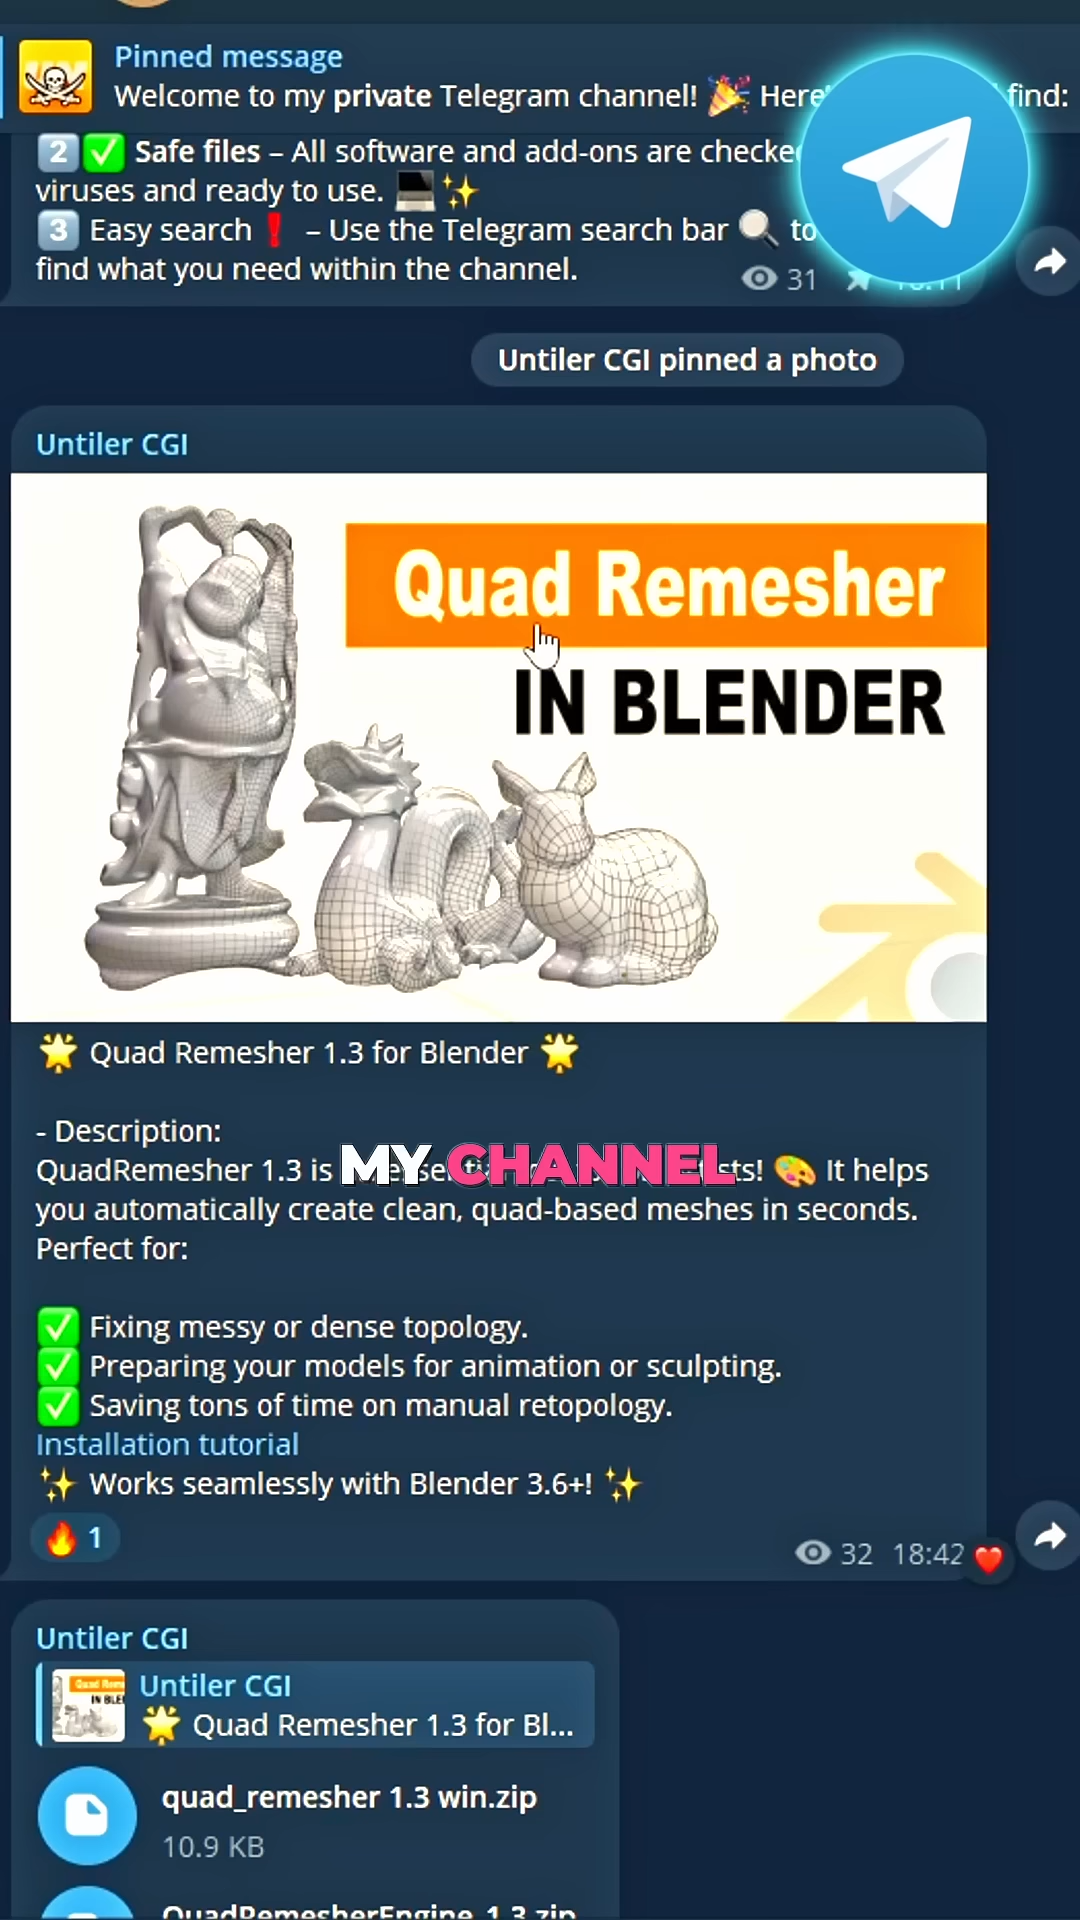 Pinned message
Welcome to my private Telegram channel! 🎉 Here' find:
2️⃣✅ Safe files – All software and add-ons are checked
viruses and ready to use. 💻✨
3️⃣ Easy search❗ – Use the Telegram search bar 🔍 to
find what you need within the channel.
31
Untiler CGI pinned a photo
Untiler CGI
Quad Remesher
IN BLENDER
🌟 Quad Remesher 1.3 for Blender 🌟
- Description:
QuadRemesher 1.3 is 🎨 It helps
MY CHANNEL
you automatically create clean, quad-based meshes in seconds.
Perfect for:
✅ Fixing messy or dense topology.
✅ Preparing your models for animation or sculpting.
✅ Saving tons of time on manual retopology.
Installation tutorial
✨ Works seamlessly with Blender 3.6+! ✨
🔥 1
32 18:42
Untiler CGI
Untiler CGI
🌟 Quad Remesher 1.3 for Bl...
quad_remesher 1.3 win.zip
10.9 KB
QuadRemesherEngine_1.3.zip